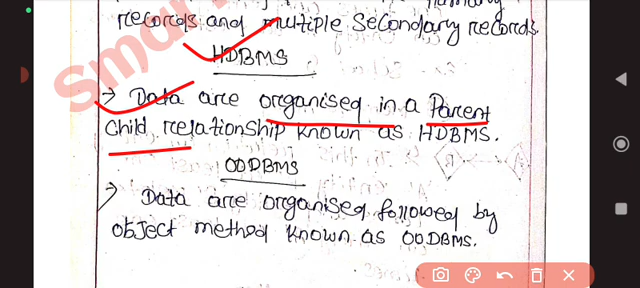 records and multiple secondary records.
HDBMS
→ Data are organised in a Parent
child relationship known as HDBMS.
OODBMS
→ Data are organised followed by
object method known as OODBMS.